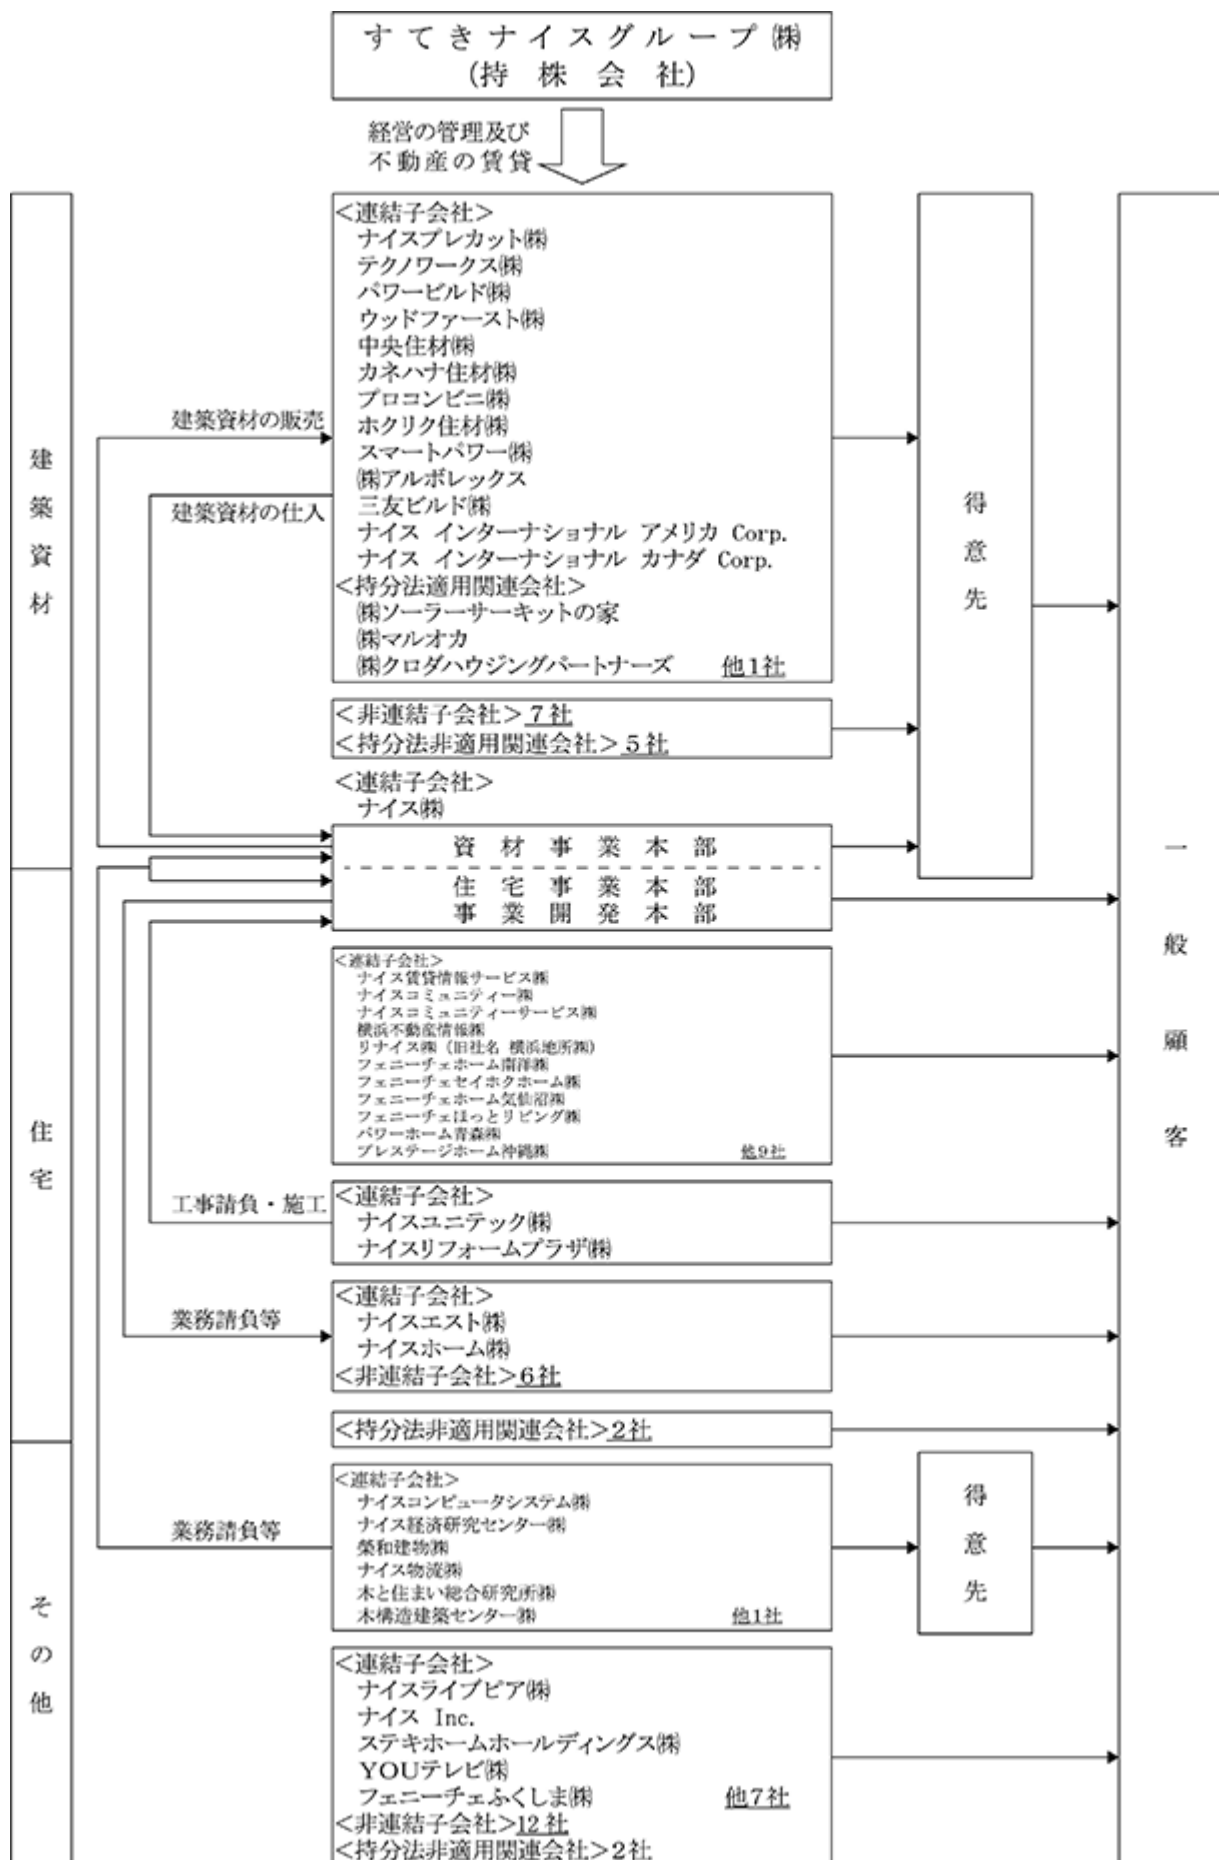 すてきナイスグループ㈱
(持株会社)
経営の管理及び
不動産の賃貸
建築資材
<連結子会社>
ナイスプレカット㈱
テクノワークス㈱
パワービルド㈱
ウッドファースト㈱
中央住材㈱
カネハナ住材㈱
プロコンビニ㈱
ホクリク住材㈱
スマートパワー㈱
㈱アルボレックス
三友ビルド㈱
ナイス インターナショナル アメリカ Corp.
ナイス インターナショナル カナダ Corp.
<持分法適用関連会社>
㈱ソーラーサーキットの家
㈱マルオカ
㈱クロダハウジングパートナーズ 他1社
建築資材の販売
建築資材の仕入
得意先
<非連結子会社>7社
<持分法非適用関連会社>5社
<連結子会社>
ナイス㈱
資材事業本部
住宅事業本部
事業開発本部
一般顧客
住宅
<連結子会社>
ナイス賃貸情報サービス㈱
ナイスコミュニティー㈱
ナイスコミュニティーサービス㈱
横浜不動産情報㈱
リナイス㈱(旧社名 横浜地所㈱)
フェニーチェホーム南洋㈱
フェニーチェセイホクホーム㈱
フェニーチェホーム気仙沼㈱
フェニーチェほっとリビング㈱
パワーホーム青森㈱
プレステージホーム沖縄㈱ 他9社
工事請負・施工
<連結子会社>
ナイスユニテック㈱
ナイスリフォームプラザ㈱
業務請負等
<連結子会社>
ナイスエスト㈱
ナイスホーム㈱
<非連結子会社>6社
<持分法非適用関連会社>2社
その他
業務請負等
<連結子会社>
ナイスコンピュータシステム㈱
ナイス経済研究センター㈱
榮和建物㈱
ナイス物流㈱
木と住まい総合研究所㈱
木構造建築センター㈱ 他1社
得意先
<連結子会社>
ナイスライブピア㈱
ナイス Inc.
ステキホームホールディングス㈱
YOUテレビ㈱
フェニーチェふくしま㈱ 他7社
<非連結子会社>12社
<持分法非適用関連会社>2社